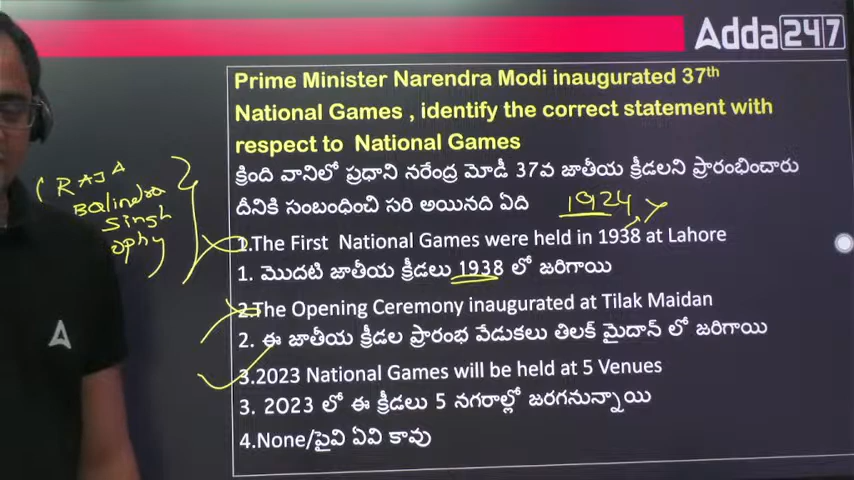 Adda 247
Prime Minister Narendra Modi inaugurated 37th
National Games , identify the correct statement with
respect to National Games
క్రింది వానిలో ప్రధాని నరేంద్ర మోడీ 37వ జాతీయ క్రీడలని ప్రారంభించారు
దీనికి సంబంధించి సరి అయినది ఏది
1924
RAJA
Balindra
Singh
ophy
1.The First National Games were held in 1938 at Lahore
1. మొదటి జాతీయ క్రీడలు 1938 లో జరిగాయి
2.The Opening Ceremony inaugurated at Tilak Maidan
2. ఈ జాతీయ క్రీడల ప్రారంభ వేడుకలు తిలక్ మైదాన్ లో జరిగాయి
3.2023 National Games will be held at 5 Venues
3. 2023 లో ఈ క్రీడలు 5 నగరాల్లో జరగనున్నాయి
4.None/పైవి ఏవి కావు